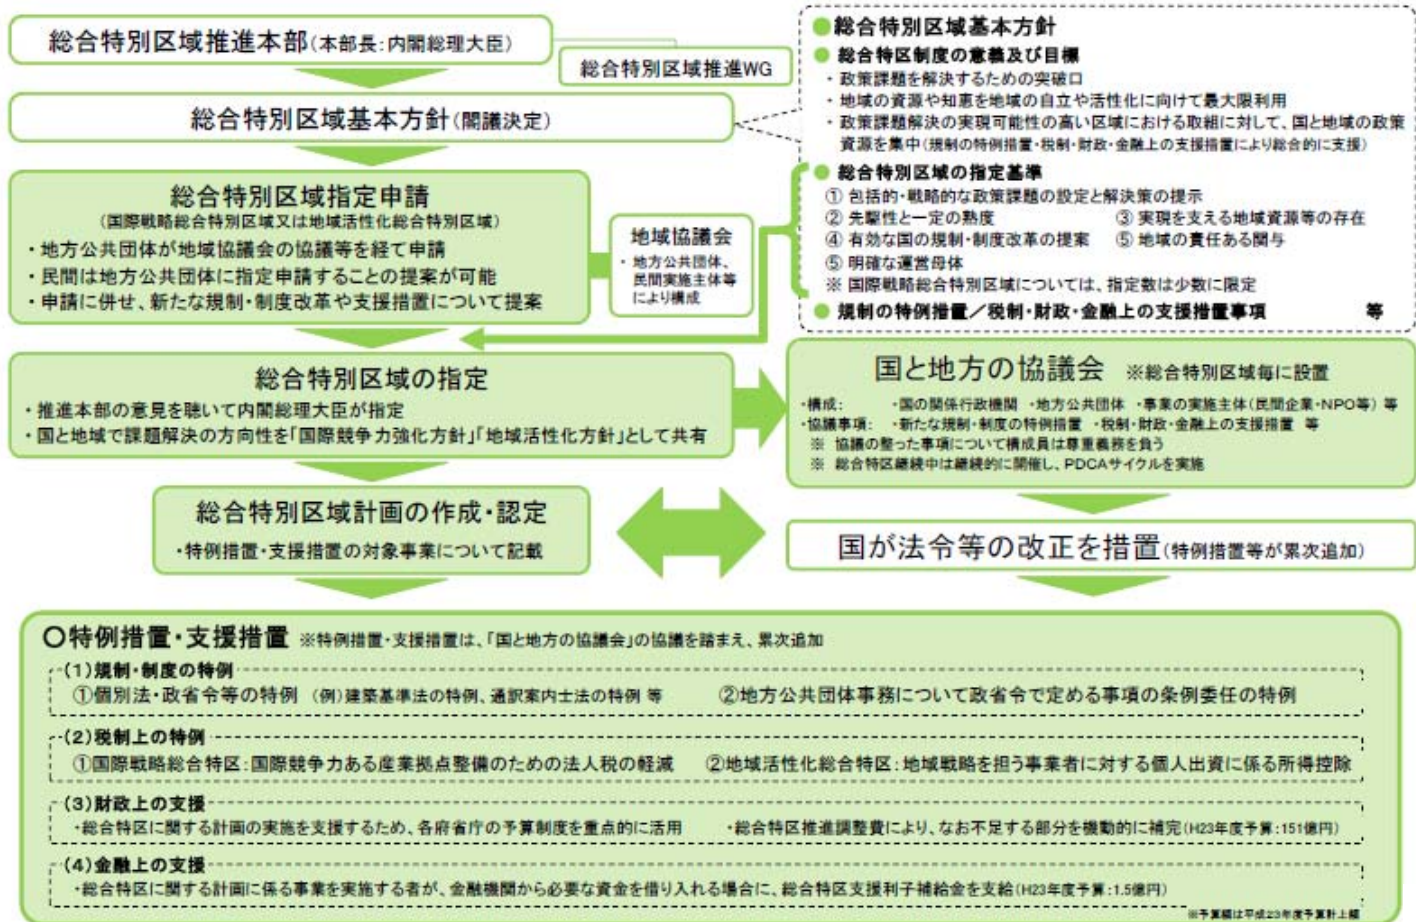 総合特別区域推進本部(本部長:内閣総理大臣)
総合特別区域推進WG
総合特別区域基本方針(閣議決定)
●総合特別区域基本方針
● 総合特区制度の意義及び目標
・ 政策課題を解決するための突破口
・ 地域の資源や知恵を地域の自立や活性化に向けて最大限利用
・ 政策課題解決の実現可能性の高い区域における取組に対して、国と地域の政策
資源を集中(規制の特例措置・税制・財政・金融上の支援措置により総合的に支援)
● 総合特別区域の指定基準
① 包括的・戦略的な政策課題の設定と解決策の提示
② 先駆性と一定の熟度 ③ 実現を支える地域資源等の存在
④ 有効な国の規制・制度改革の提案 ⑤ 地域の責任ある関与
⑤ 明確な運営母体
※ 国際戦略総合特別区域については、指定数は少数に限定
● 規制の特例措置/税制・財政・金融上の支援措置事項 等
総合特別区域指定申請
(国際戦略総合特別区域又は地域活性化総合特別区域)
・地方公共団体が地域協議会の協議等を経て申請
・民間は地方公共団体に指定申請することの提案が可能
・申請に併せ、新たな規制・制度改革や支援措置について提案
地域協議会
・ 地方公共団体、
民間実施主体等
により構成
総合特別区域の指定
・推進本部の意見を聴いて内閣総理大臣が指定
・国と地域で課題解決の方向性を「国際競争力強化方針」「地域活性化方針」として共有
国と地方の協議会 ※総合特別区域毎に設置
・構成: ・国の関係行政機関 ・地方公共団体 ・事業の実施主体(民間企業・NPO等) 等
・協議事項: ・新たな規制・制度の特例措置 ・税制・財政・金融上の支援措置 等
※ 協議の整った事項について構成員は尊重義務を負う
※ 総合特区継続中は継続的に開催し、PDCAサイクルを実施
総合特別区域計画の作成・認定
・特例措置・支援措置の対象事業について記載
国が法令等の改正を措置(特例措置等が累次追加)
〇特例措置・支援措置 ※特例措置・支援措置は、「国と地方の協議会」の協議を踏まえ、累次追加
(1)規制・制度の特例
①個別法・政省令等の特例 (例)建築基準法の特例、通訳案内士法の特例 等 ②地方公共団体事務について政省令で定める事項の条例委任の特例
(2)税制上の特例
①国際戦略総合特区:国際競争力ある産業拠点整備のための法人税の軽減 ②地域活性化総合特区:地域戦略を担う事業者に対する個人出資に係る所得控除
(3)財政上の支援
・総合特区に関する計画の実施を支援するため、各府省庁の予算制度を重点的に活用 ・総合特区推進調整費により、なお不足する部分を機動的に補完(H23年度予算:151億円)
(4)金融上の支援
・総合特区に関する計画に係る事業を実施する者が、金融機関から必要な資金を借り入れる場合に、総合特区支援利子補給金を支給(H23年度予算:1.5億円)
※予算額は平成23年度予算計上額